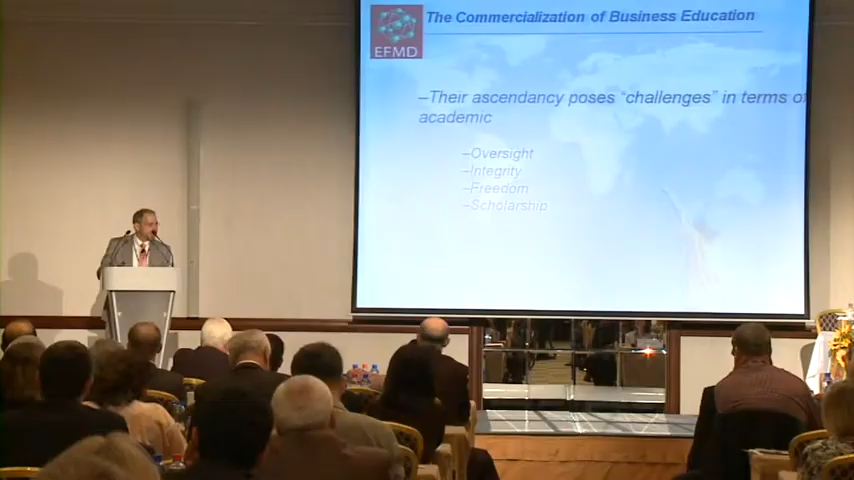 The Commercialization of Business Education
EFMD
–Their ascendancy poses “challenges” in terms of
academic
–Oversight
–Integrity
–Freedom
–Scholarship